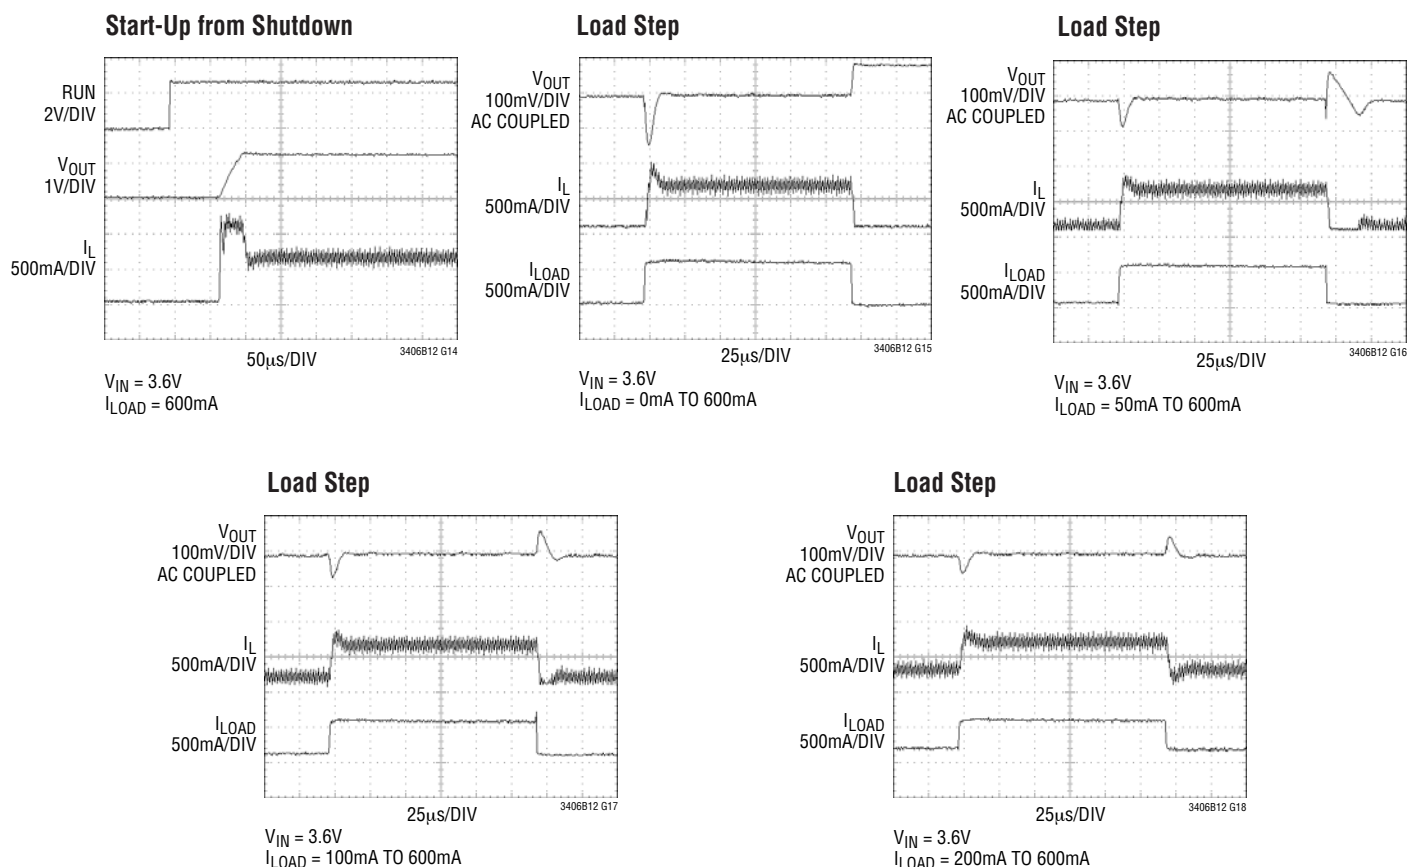 Start-Up from Shutdown
RUN
2V/DIV
VOUT
1V/DIV
IL
500mA/DIV
50µs/DIV
3406B12 G14
VIN = 3.6V
ILOAD = 600mA
Load Step
VOUT
100mV/DIV
AC COUPLED
IL
500mA/DIV
ILOAD
500mA/DIV
25µs/DIV
3406B12 G15
VIN = 3.6V
ILOAD = 0mA TO 600mA
Load Step
VOUT
100mV/DIV
AC COUPLED
IL
500mA/DIV
ILOAD
500mA/DIV
25µs/DIV
3406B12 G16
VIN = 3.6V
ILOAD = 50mA TO 600mA
Load Step
VOUT
100mV/DIV
AC COUPLED
IL
500mA/DIV
ILOAD
500mA/DIV
25µs/DIV
3406B12 G17
VIN = 3.6V
ILOAD = 100mA TO 600mA
Load Step
VOUT
100mV/DIV
AC COUPLED
IL
500mA/DIV
ILOAD
500mA/DIV
25µs/DIV
3406B12 G18
VIN = 3.6V
ILOAD = 200mA TO 600mA